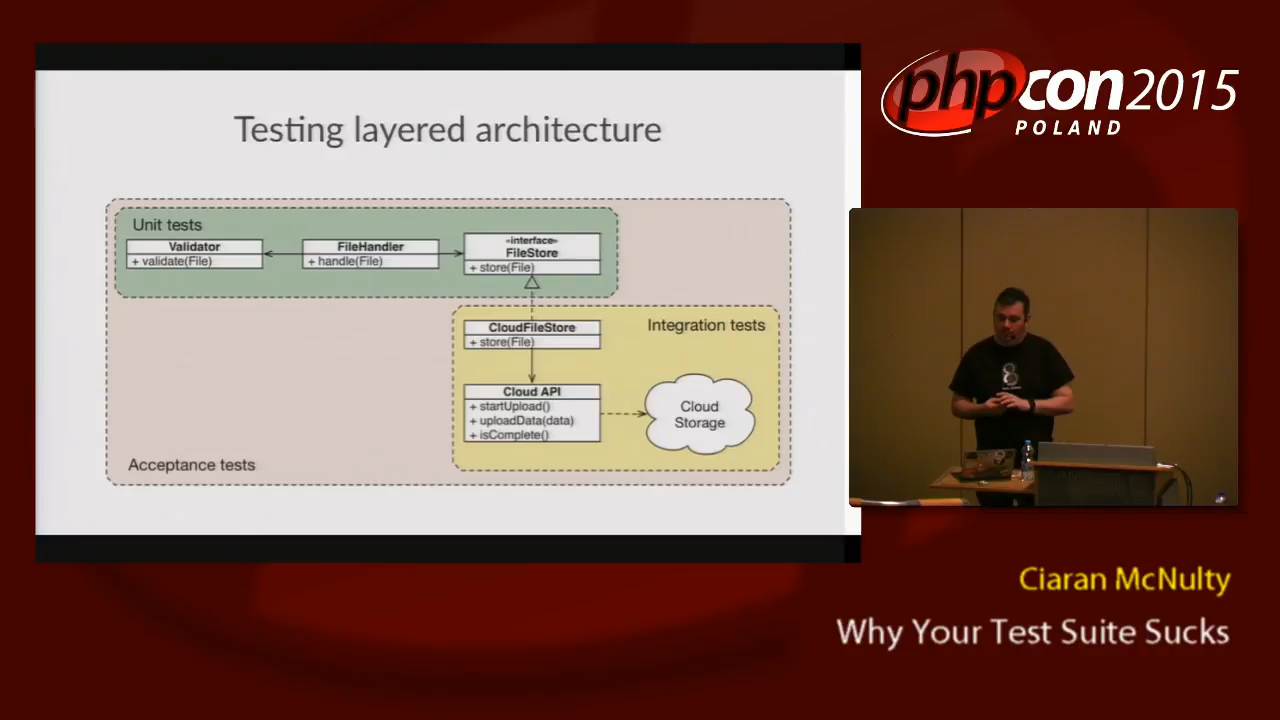 Testing layered architecture
Unit tests
Validator
+ validate(File)
FileHandler
+ handle(File)
«interface»
FileStore
+ store(File)
CloudFileStore
+ store(File)
Integration tests
Cloud API
+ startUpload()
+ uploadData(data)
+ isComplete()
Cloud
Storage
Acceptance tests
phpcon2015
POLAND
Ciaran McNulty
Why Your Test Suite Sucks